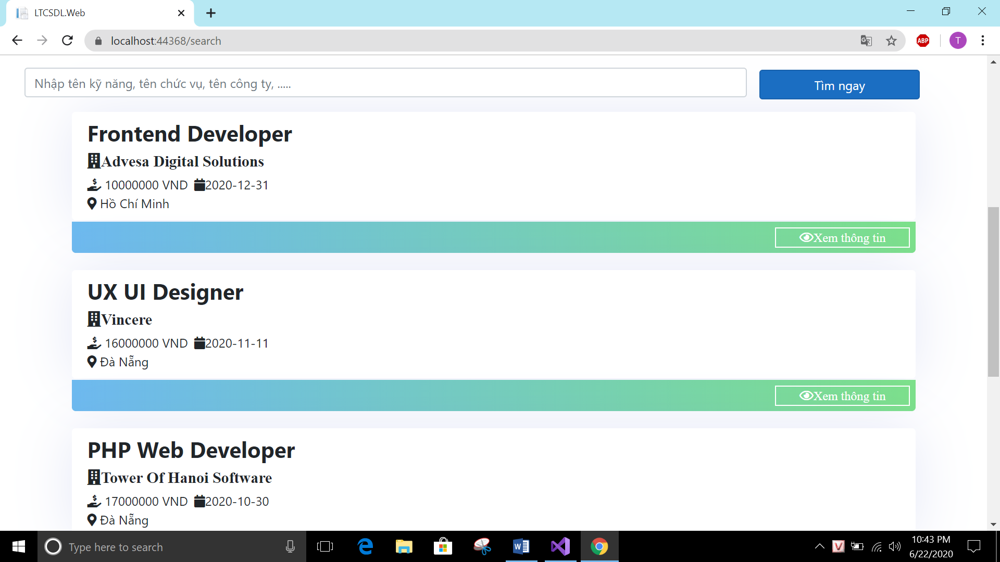 LTCSDL.Web
localhost:44368/search
ABP
T
Nhập tên kỹ năng, tên chức vụ, tên công ty, .....
Tìm ngay
Frontend Developer
Advesa Digital Solutions
10000000 VND 2020-12-31
Hồ Chí Minh
Xem thông tin
UX UI Designer
Vincere
16000000 VND 2020-11-11
Đà Nẵng
Xem thông tin
PHP Web Developer
Tower Of Hanoi Software
17000000 VND 2020-10-30
Đà Nẵng
Type here to search
10:43 PM
6/22/2020